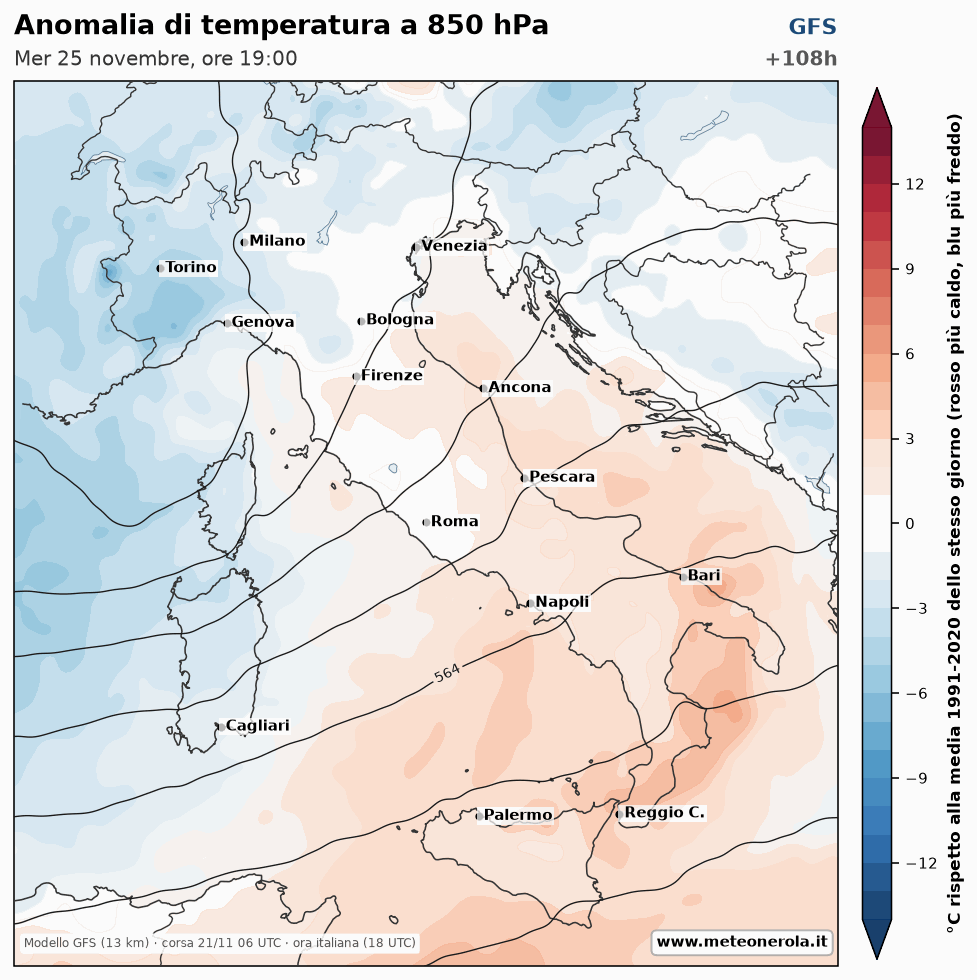 Anomalia di temperatura a 850 hPa
GFS
Mer 25 novembre, ore 19:00
+108h
Milano
Venezia
Torino
Genova
Bologna
Firenze
Ancona
Pescara
Roma
Bari
Napoli
564
Cagliari
Palermo
Reggio C.
Modello GFS (13 km) · corsa 21/11 06 UTC · ora italiana (18 UTC)
www.meteonerola.it
12
9
6
3
0
−3
−6
−9
−12
°C rispetto alla media 1991-2020 dello stesso giorno (rosso più caldo, blu più freddo)